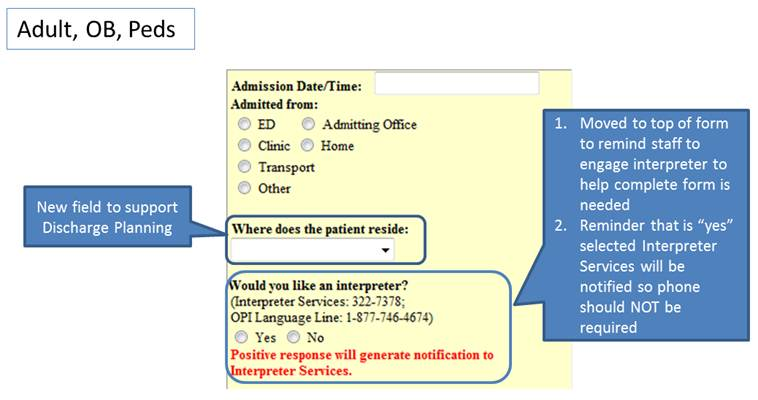 Adult, OB, Peds
Admission Date/Time:
Admitted from:
ED Admitting Office
Clinic Home
Transport
Other
New field to support
Discharge Planning
Where does the patient reside:
Would you like an interpreter?
(Interpreter Services: 322-7378;
OPI Language Line: 1-877-746-4674)
Yes No
Positive response will generate notification to
Interpreter Services.
1. Moved to top of form
to remind staff to
engage interpreter to
help complete form is
needed
2. Reminder that is “yes”
selected Interpreter
Services will be
notified so phone
should NOT be
required